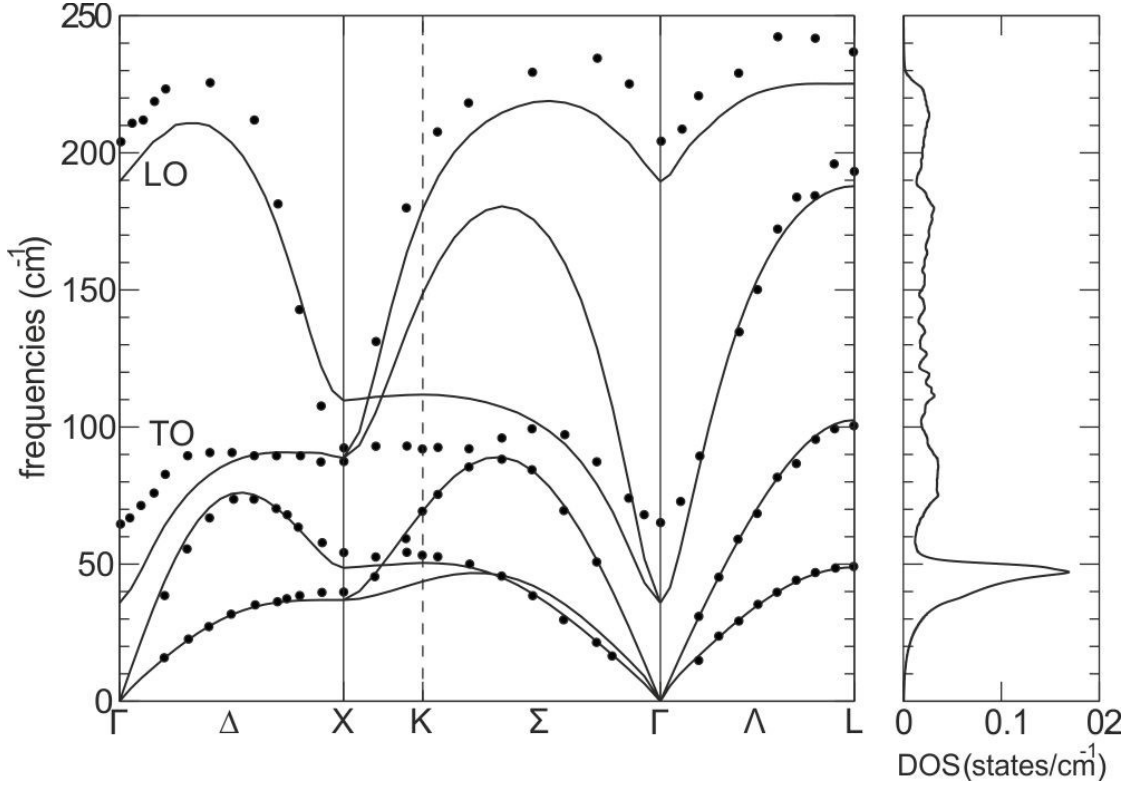 250
200
150
100
50
0
frequencies (cm⁻¹)
LO
TO
Γ Δ X K Σ Γ Λ L
0 0.1 02
DOS(states/cm⁻¹)